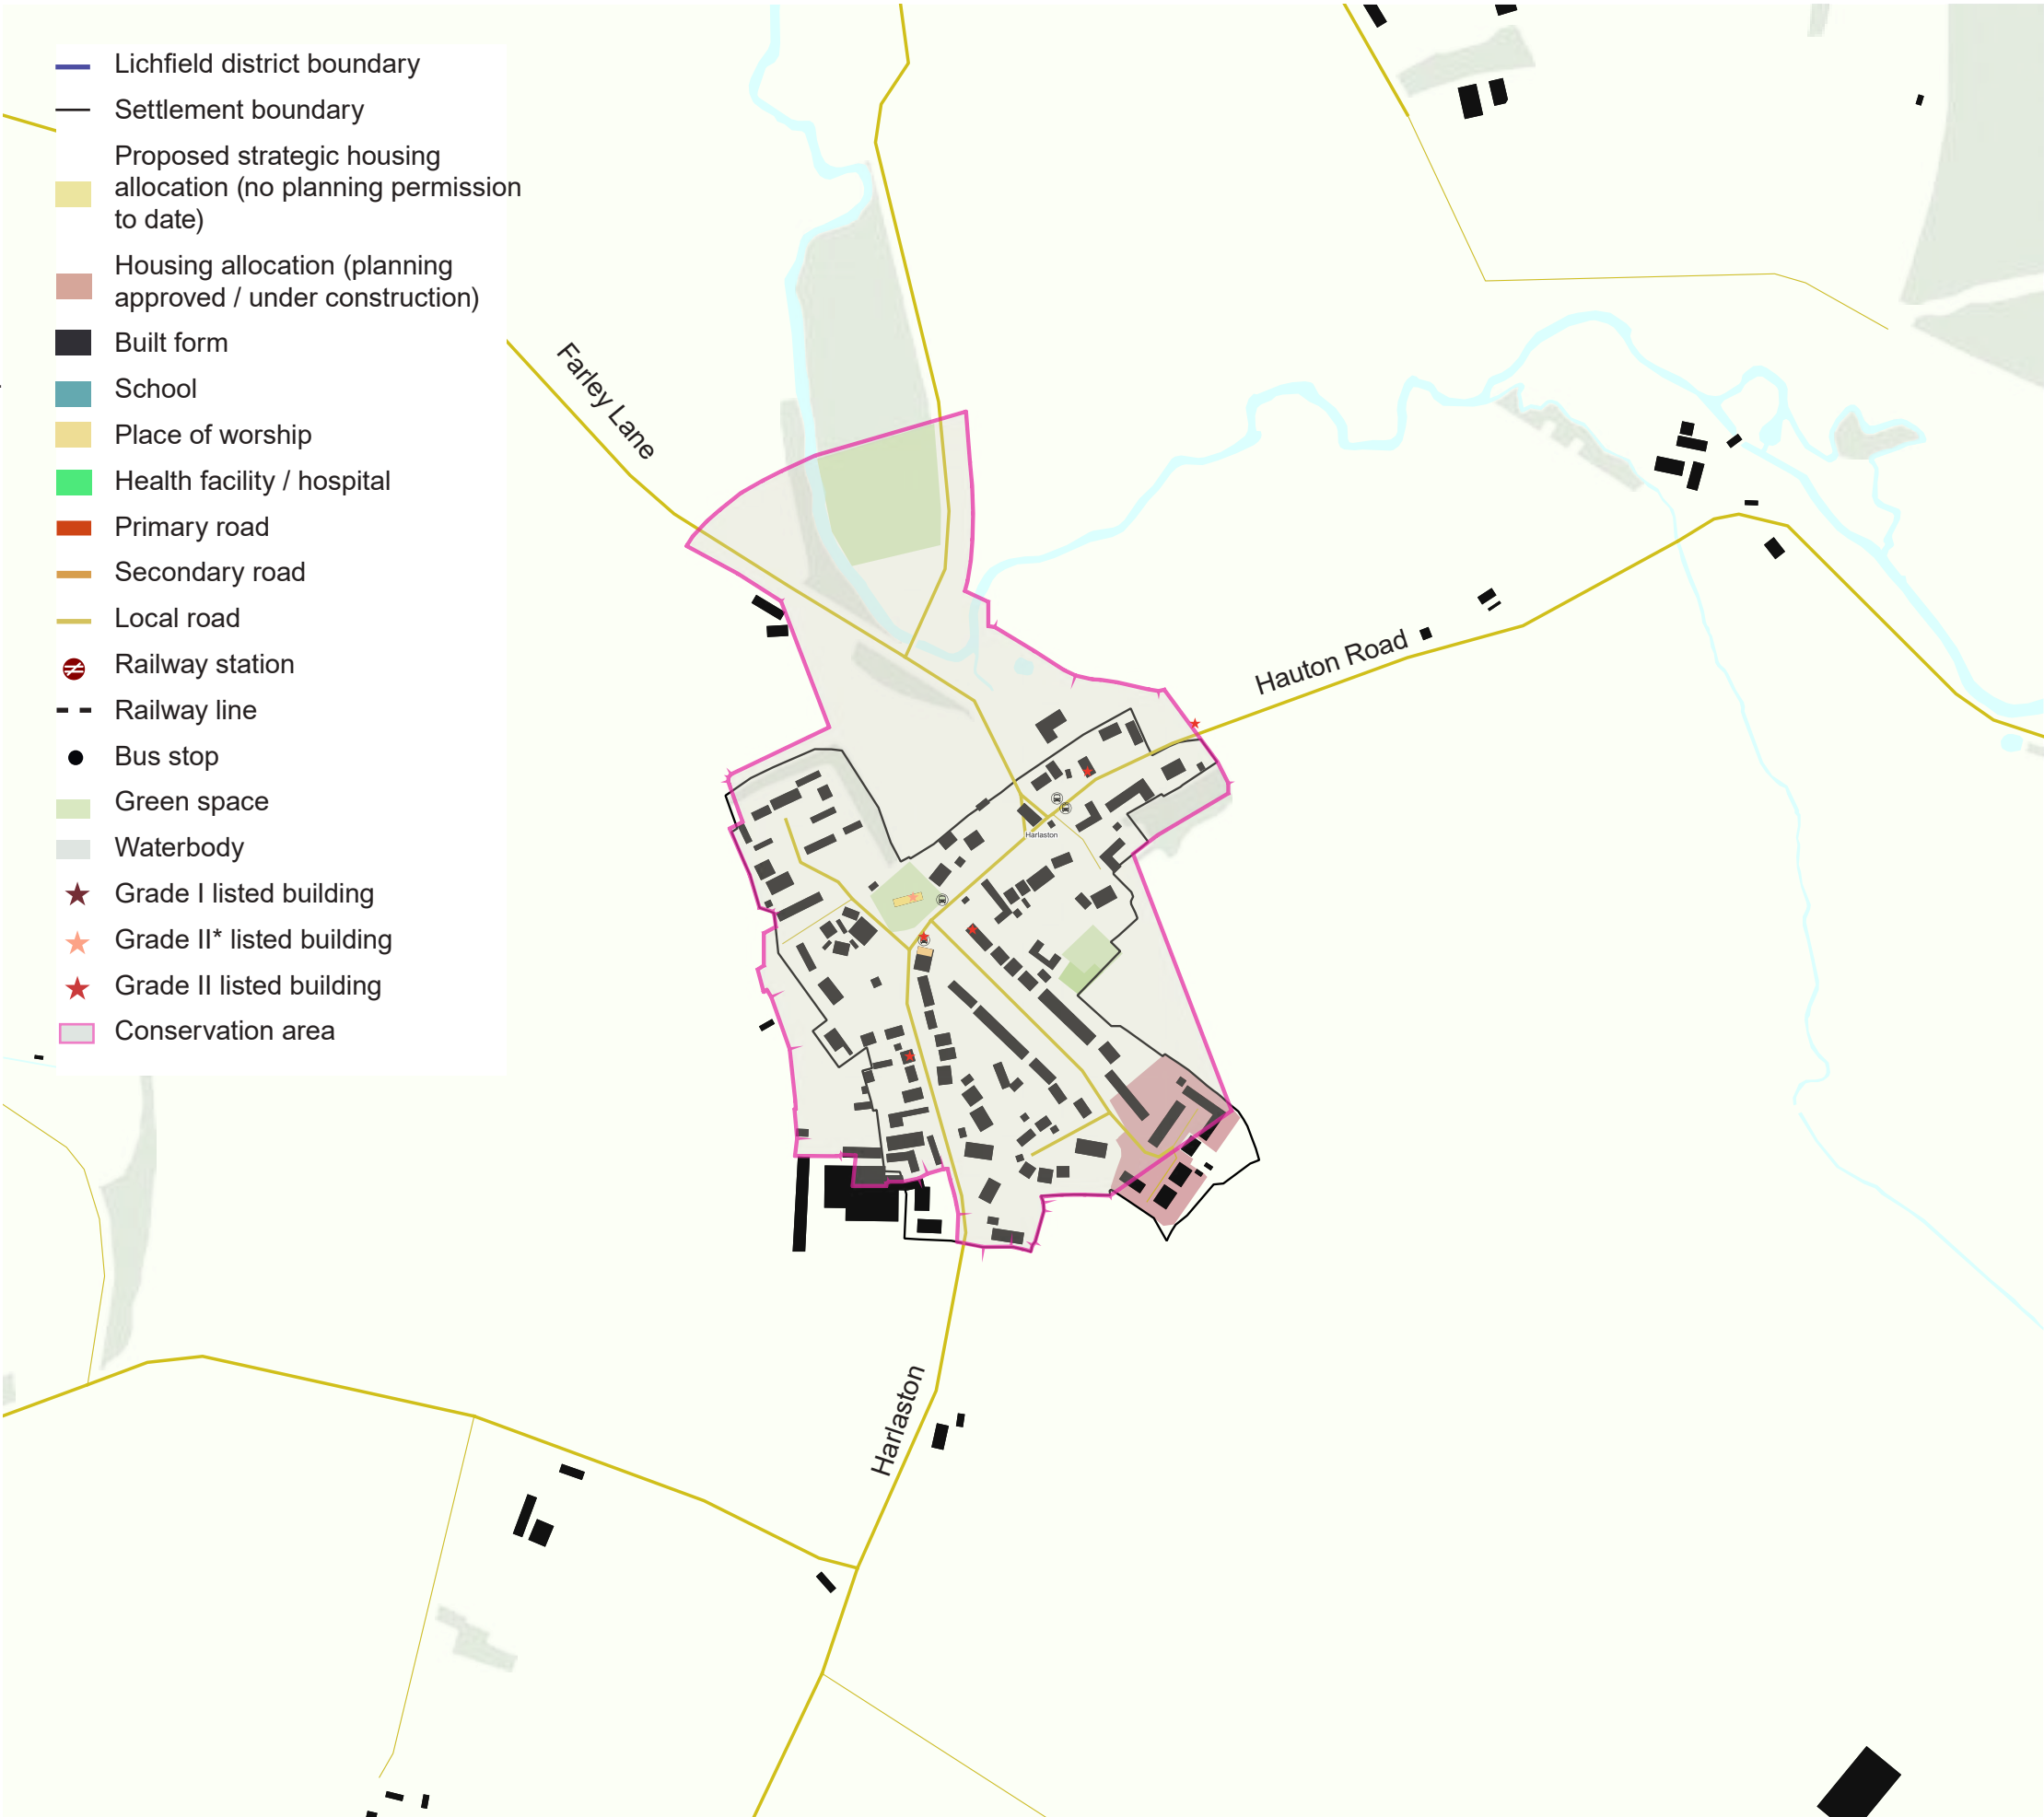 Lichfield district boundary
Settlement boundary
Proposed strategic housing
allocation (no planning permission
to date)
Housing allocation (planning
approved / under construction)
Built form
School
Place of worship
Health facility / hospital
Primary road
Secondary road
Local road
Railway station
Railway line
Bus stop
Green space
Waterbody
Grade I listed building
Grade II* listed building
Grade II listed building
Conservation area
Farley Lane
Hauton Road
Harlaston
Harlaston